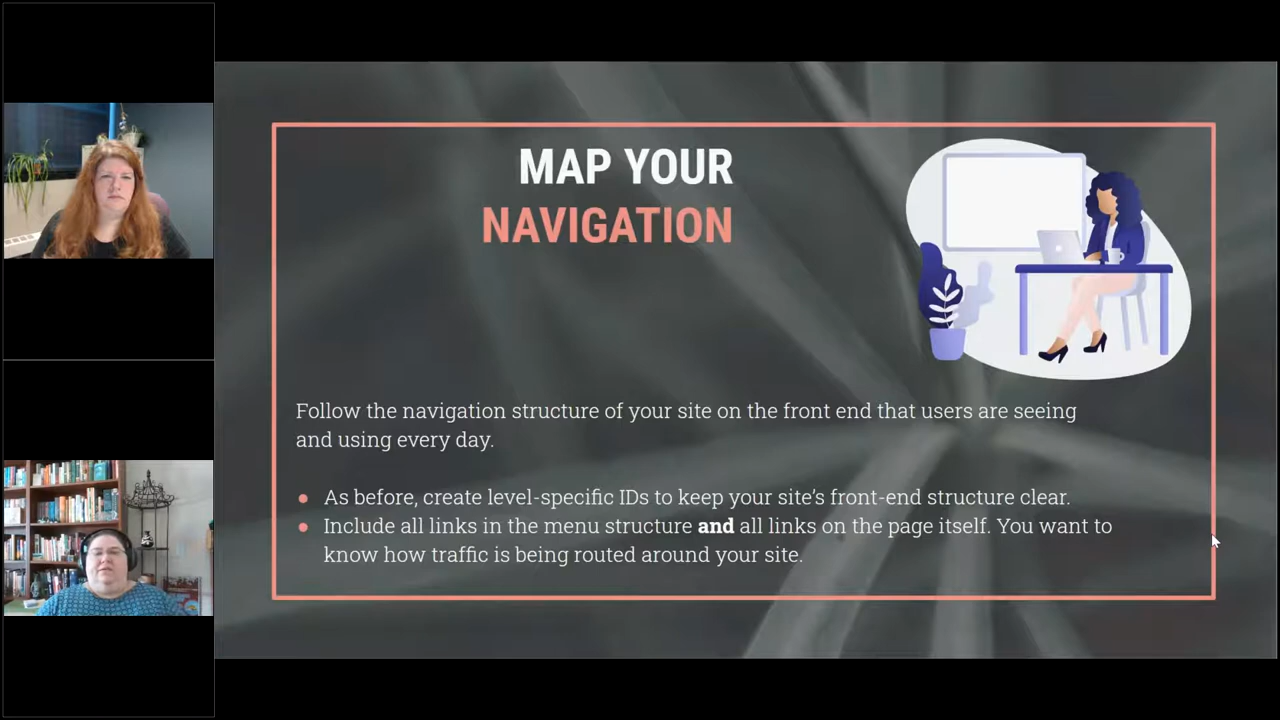 MAP YOUR
NAVIGATION
Follow the navigation structure of your site on the front end that users are seeing
and using every day.
● As before, create level-specific IDs to keep your site’s front-end structure clear.
● Include all links in the menu structure and all links on the page itself. You want to
know how traffic is being routed around your site.